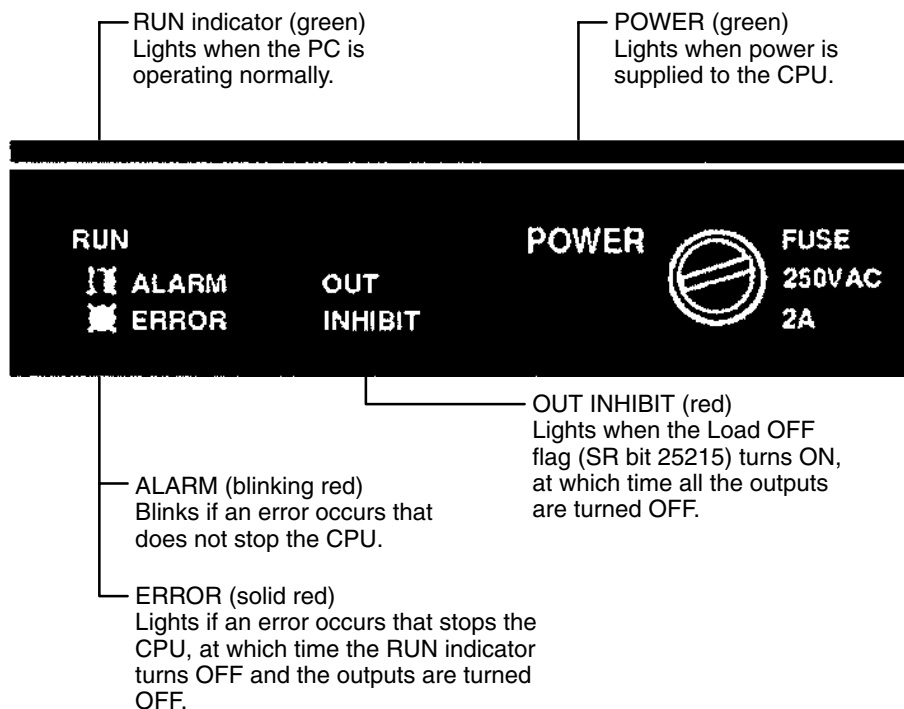 RUN indicator (green)
Lights when the PC is
operating normally.
POWER (green)
Lights when power is
supplied to the CPU.
RUN
ALARM
ERROR
OUT
INHIBIT
POWER
FUSE
250VAC
2A
OUT INHIBIT (red)
Lights when the Load OFF
flag (SR bit 25215) turns ON,
at which time all the outputs
are turned OFF.
ALARM (blinking red)
Blinks if an error occurs that
does not stop the CPU.
ERROR (solid red)
Lights if an error occurs that stops the
CPU, at which time the RUN indicator
turns OFF and the outputs are turned
OFF.